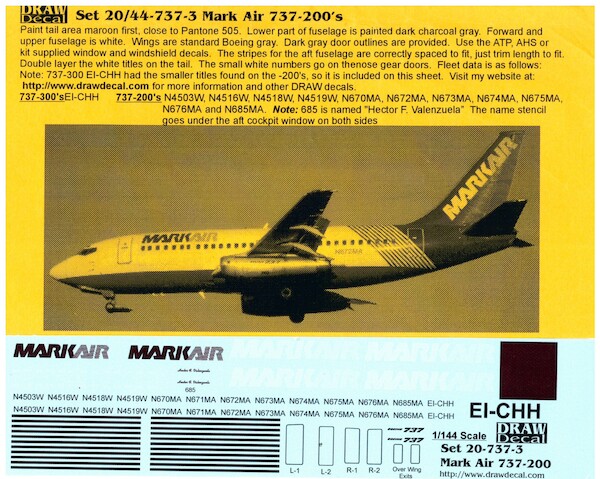 DRAW Decal
Set 20/44-737-3 Mark Air 737-200's
Paint tail area maroon first, close to Pantone 505. Lower part of fuselage is painted dark charcoal gray. Forward and
upper fuselage is white. Wings are standard Boeing gray. Dark gray door outlines are provided. Use the ATP, AHS or
kit supplied window and windshield decals. The stripes for the aft fuselage are correctly spaced to fit, just trim length to fit.
Double layer the white titles on the tail. The small white numbers go on thenose gear doors. Fleet data is as follows:
Note: 737-300 EI-CHH had the smaller titles found on the -200's, so it is included on this sheet. Visit my website at:
http://www.drawdecal.com for more information and other DRAW decals.
737-300's EI-CHH 737-200's N4503W, N4516W, N4518W, N4519W, N670MA, N672MA, N673MA, N674MA, N675MA,
N676MA and N685MA. Note: 685 is named "Hector F. Valenzuela" The name stencil
goes under the aft cockpit window on both sides
MARKAIR
MARKAIR
N673MA
MARKAIR MARKAIR
685
N4503W N4516W N4518W N4519W N670MA N671MA N672MA N673MA N674MA N675MA N676MA N685MA EI-CHH
N4503W N4516W N4518W N4519W N670MA N671MA N672MA N673MA N674MA N675MA N676MA N685MA EI-CHH
EI-CHH
737
737
L-1 L-2 R-1 R-2 Over Wing
Exits
1/144 Scale
DRAW Decal
Set 20-737-3
Mark Air 737-200
www.drawdecal.com